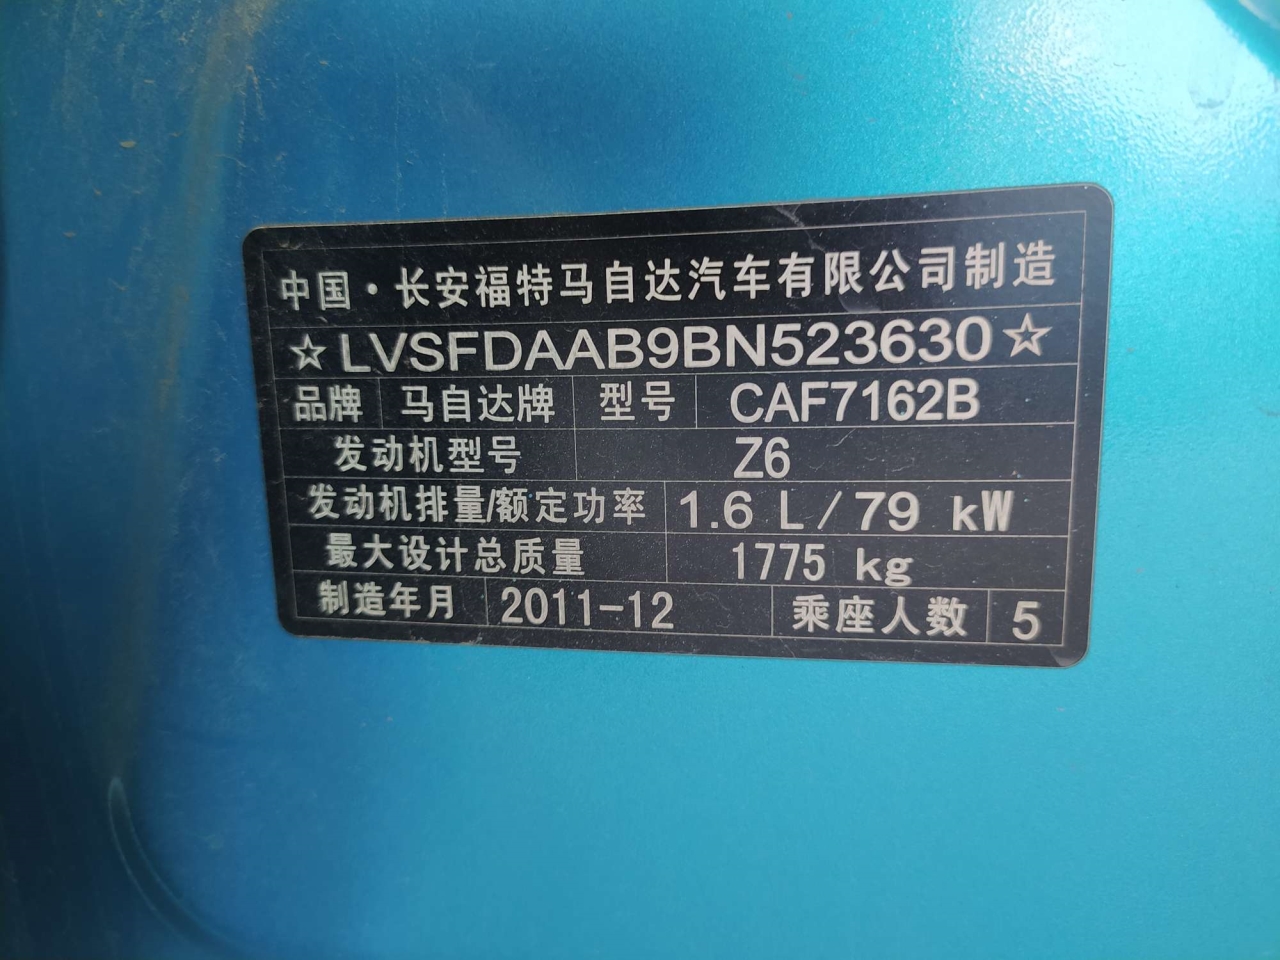 中国·长安福特马自达汽车有限公司制造
☆LVSFDAAB9BN523630☆
品牌 马自达牌 型号 CAF7162B
发动机型号 Z6
发动机排量/额定功率 1.6 L/79 kW
最大设计总质量 1775 kg
制造年月 2011-12 乘座人数 5